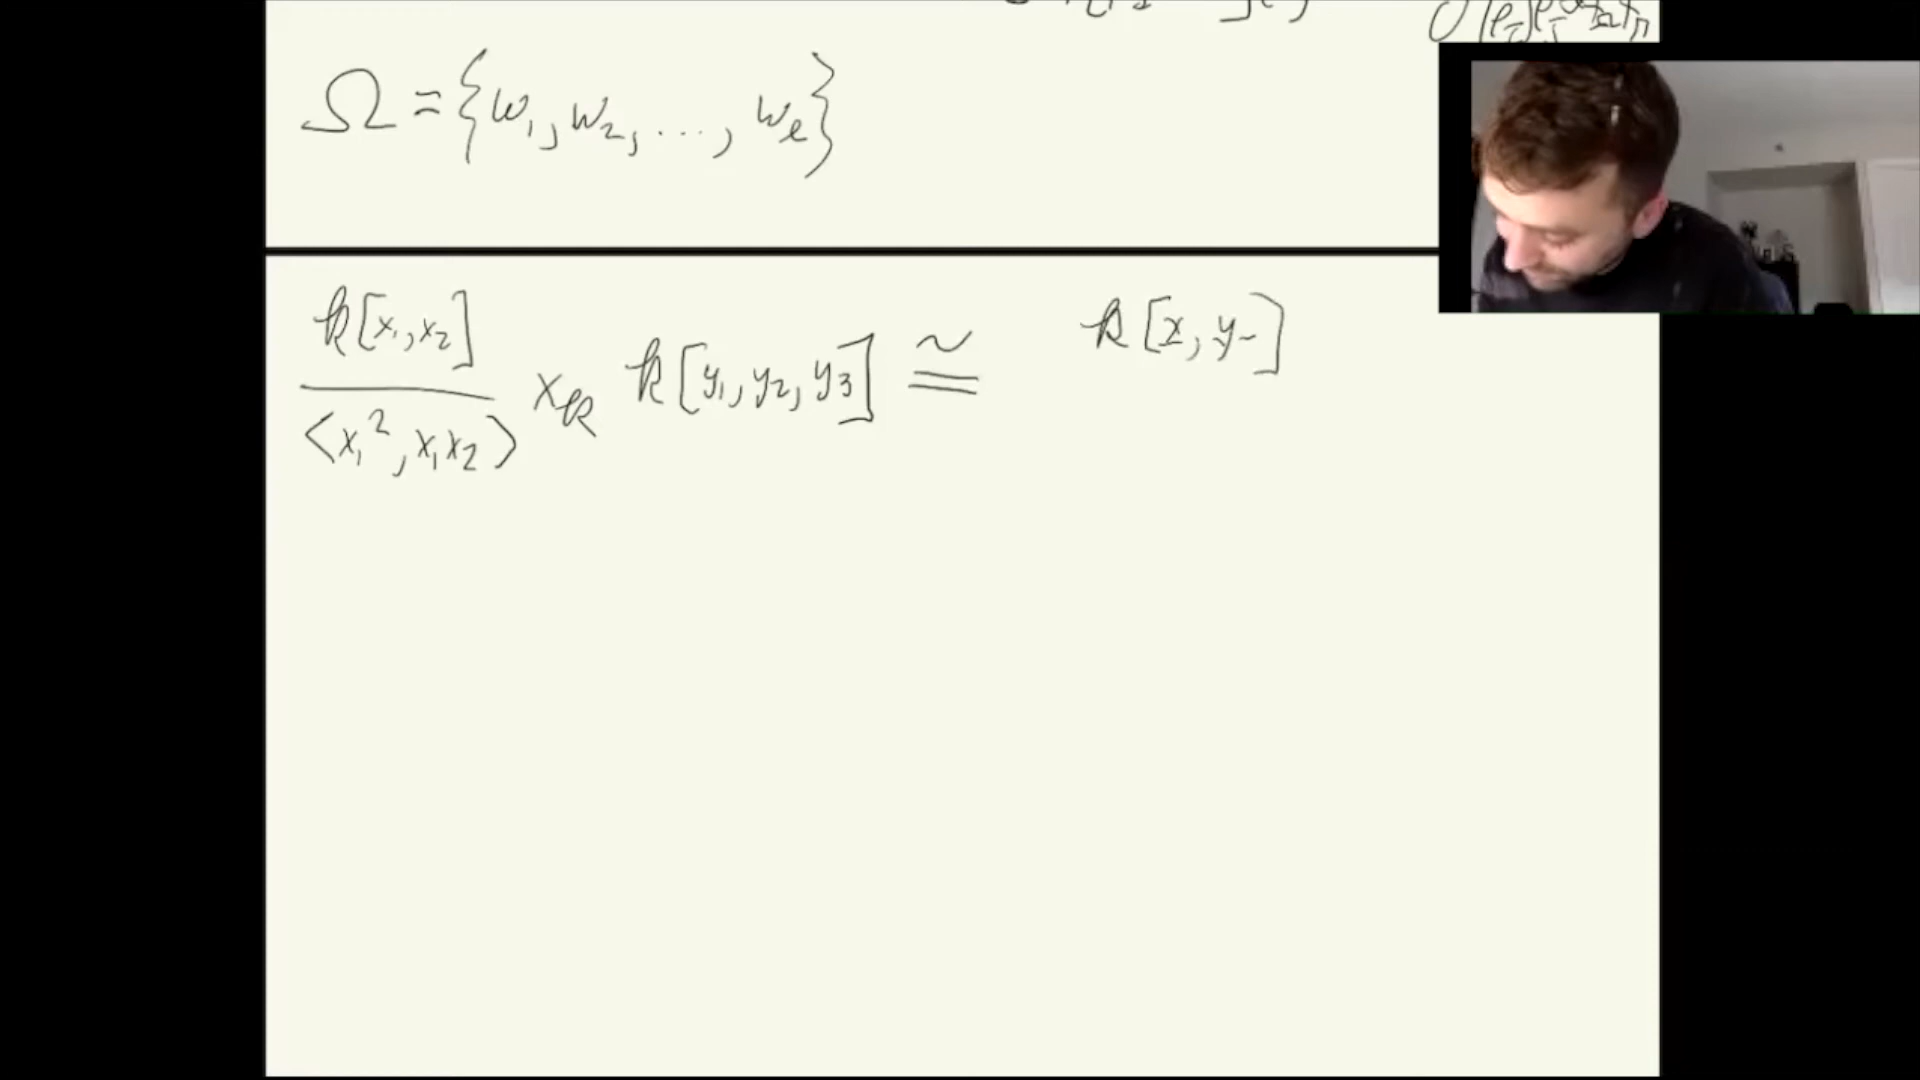 Ω = {w₁, w₂, ..., wₑ}
k[x₁, x₂] / ⟨x₁², x₁x₂⟩ ×ₖ k[y₁, y₂, y₃] ≅ k[x, y]